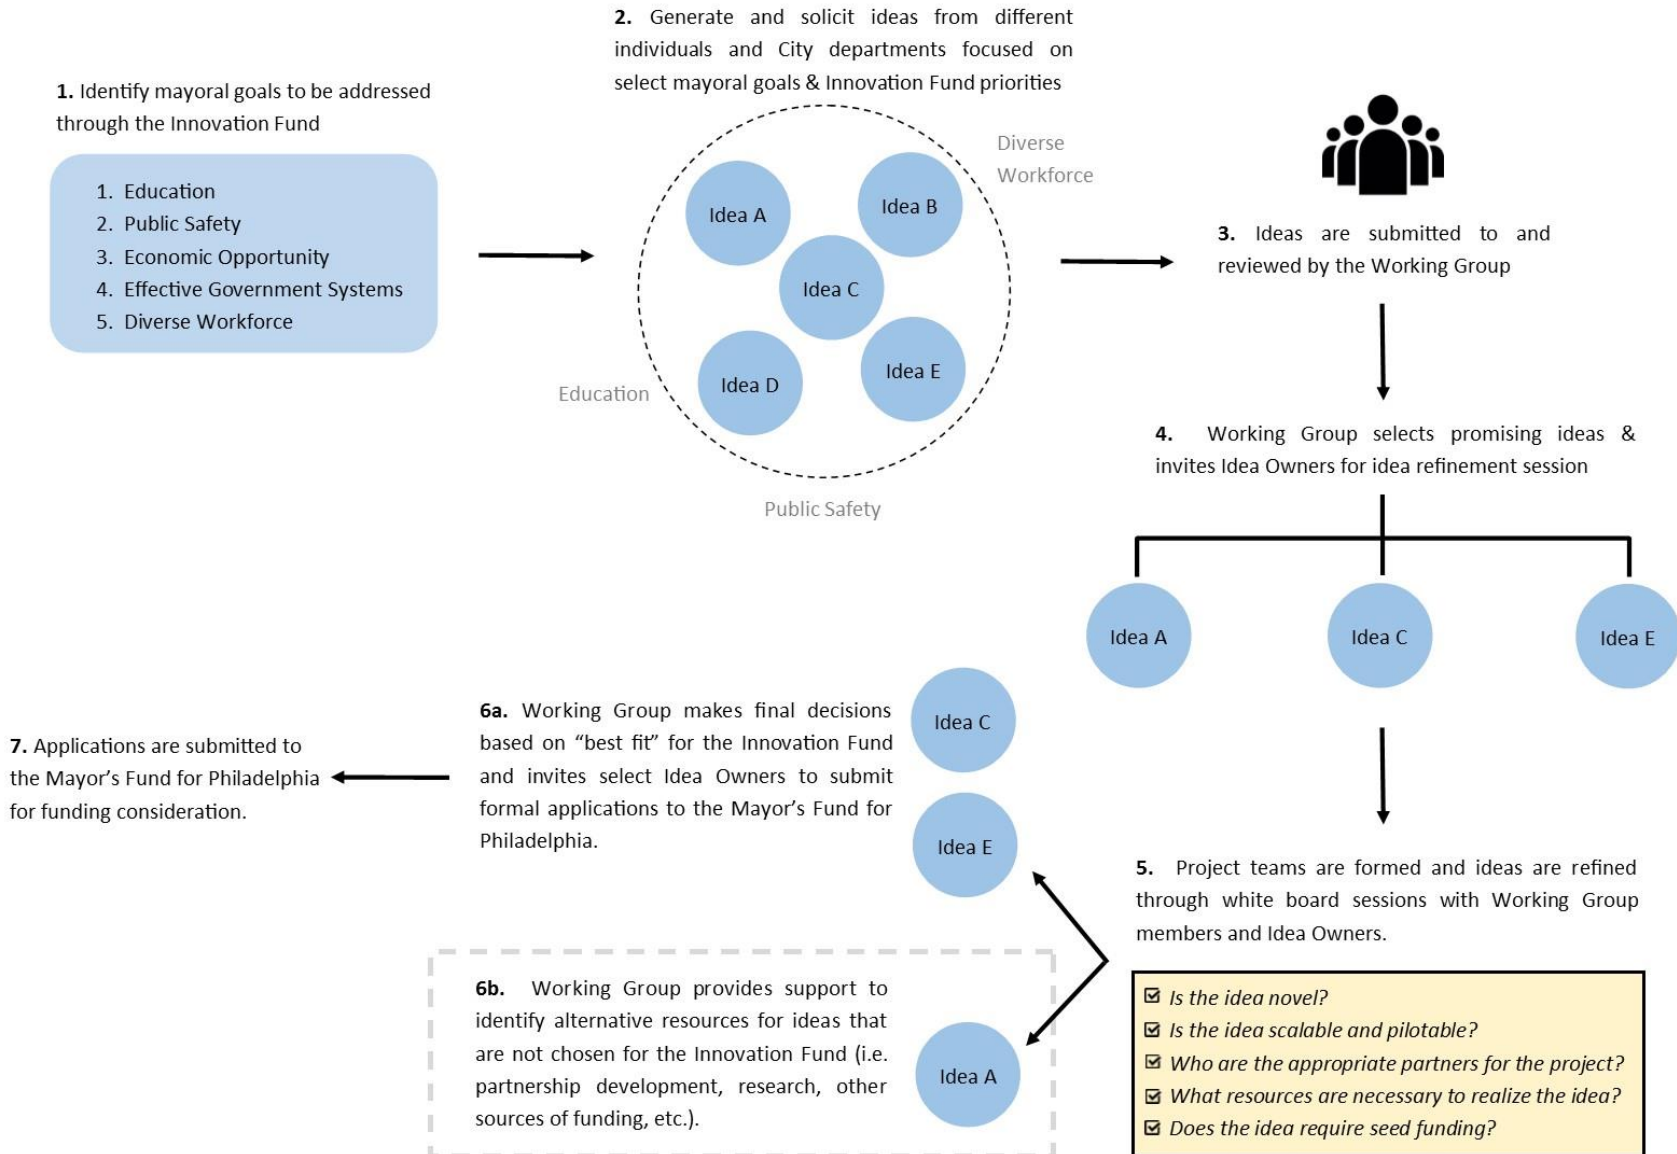 1. Identify mayoral goals to be addressed
through the Innovation Fund
1. Education
2. Public Safety
3. Economic Opportunity
4. Effective Government Systems
5. Diverse Workforce
2. Generate and solicit ideas from different
individuals and City departments focused on
select mayoral goals & Innovation Fund priorities
Diverse
Workforce
Idea A
Idea B
Idea C
Idea D
Idea E
Education
Public Safety
3. Ideas are submitted to and
reviewed by the Working Group
4. Working Group selects promising ideas &
invites Idea Owners for idea refinement session
Idea A
Idea C
Idea E
5. Project teams are formed and ideas are refined
through white board sessions with Working Group
members and Idea Owners.
☑ Is the idea novel?
☑ Is the idea scalable and pilotable?
☑ Who are the appropriate partners for the project?
☑ What resources are necessary to realize the idea?
☑ Does the idea require seed funding?
6a. Working Group makes final decisions
based on “best fit” for the Innovation Fund
and invites select Idea Owners to submit
formal applications to the Mayor’s Fund for
Philadelphia.
Idea C
Idea E
6b. Working Group provides support to
identify alternative resources for ideas that
are not chosen for the Innovation Fund (i.e.
partnership development, research, other
sources of funding, etc.).
Idea A
7. Applications are submitted to
the Mayor’s Fund for Philadelphia
for funding consideration.